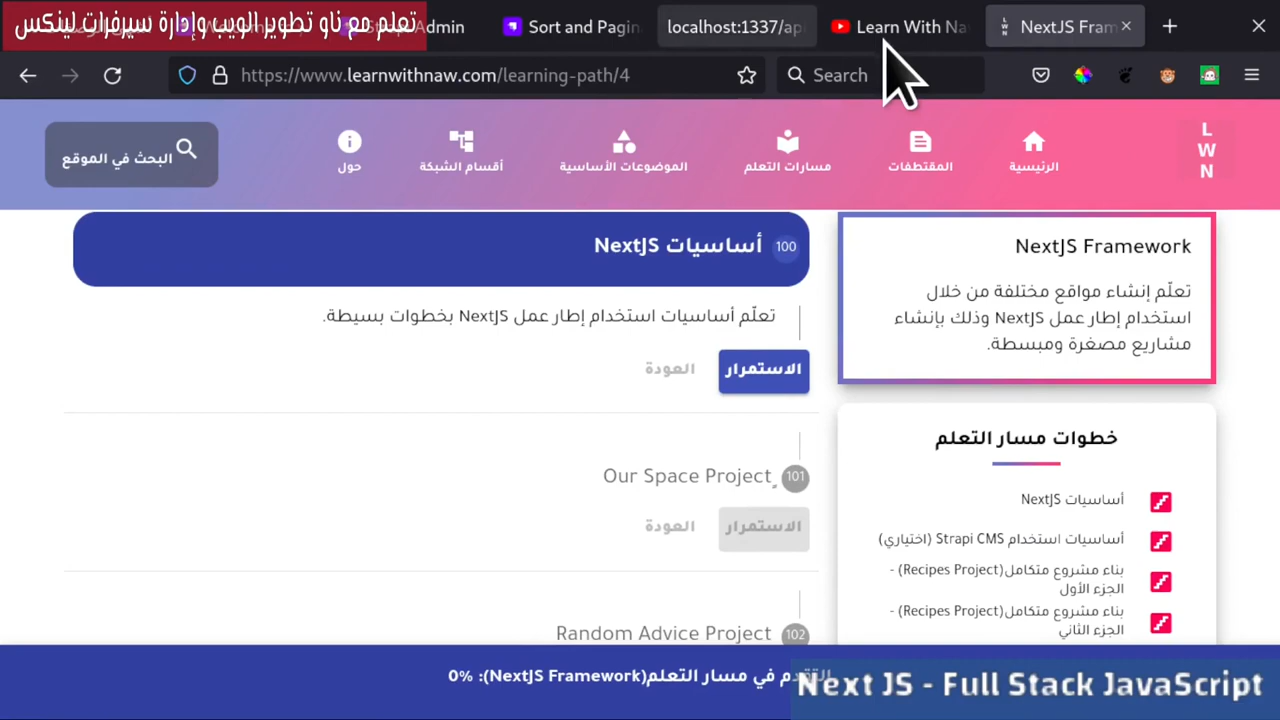 تعلم مع ناو تطوير الويب وإدارة سيرفرات لينكس
Admin
Sort and Pagin
localhost:1337/ap
Learn With Na
NextJS Fram
https://www.learnwithnaw.com/learning-path/4
Search
L
W
N
الرئيسية
المقتطفات
مسارات التعلم
الموضوعات الأساسية
أقسام الشبكة
حول
البحث في الموقع
NextJS Framework
تعلّم إنشاء مواقع مختلفة من خلال
استخدام إطار عمل NextJS وذلك بإنشاء
مشاريع مصغرة ومبسطة.
خطوات مسار التعلم
أساسيات NextJS
أساسيات استخدام Strapi CMS (اختياري)
بناء مشروع متكامل(Recipes Project) -
الجزء الأول
بناء مشروع متكامل(Recipes Project) -
الجزء الثاني
100 أساسيات NextJS
تعلّم أساسيات استخدام إطار عمل NextJS بخطوات بسيطة.
الاستمرار
العودة
101 Our Space Project
الاستمرار
العودة
102 Random Advice Project
التقدم في مسار التعلم(NextJS Framework): 0%
Next JS - Full Stack JavaScript